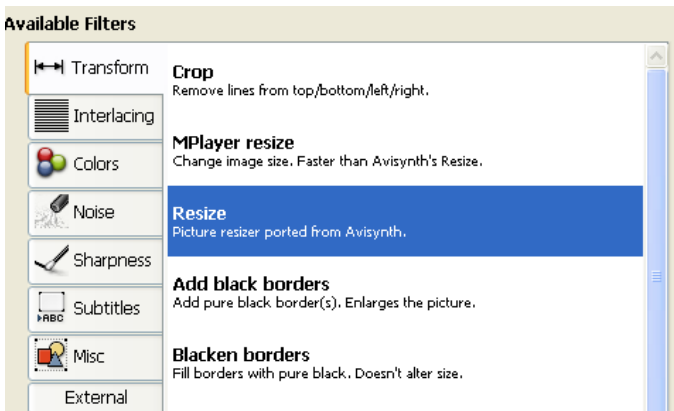 Available Filters
Transform
Interlacing
Colors
Noise
Sharpness
ABC
Subtitles
Misc
External
Crop
Remove lines from top/bottom/left/right.
MPlayer resize
Change image size. Faster than Avisynth's Resize.
Resize
Picture resizer ported from Avisynth.
Add black borders
Add pure black border(s). Enlarges the picture.
Blacken borders
Fill borders with pure black. Doesn't alter size.